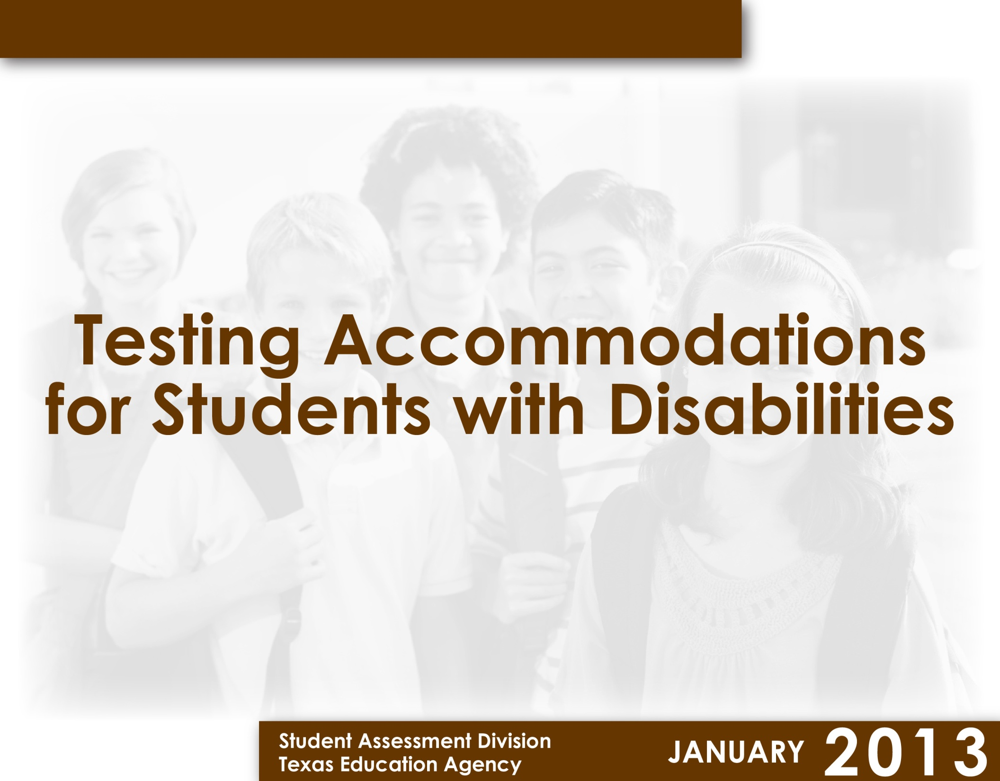 Testing Accommodations
for Students with Disabilities
Student Assessment Division
Texas Education Agency
JANUARY 2013